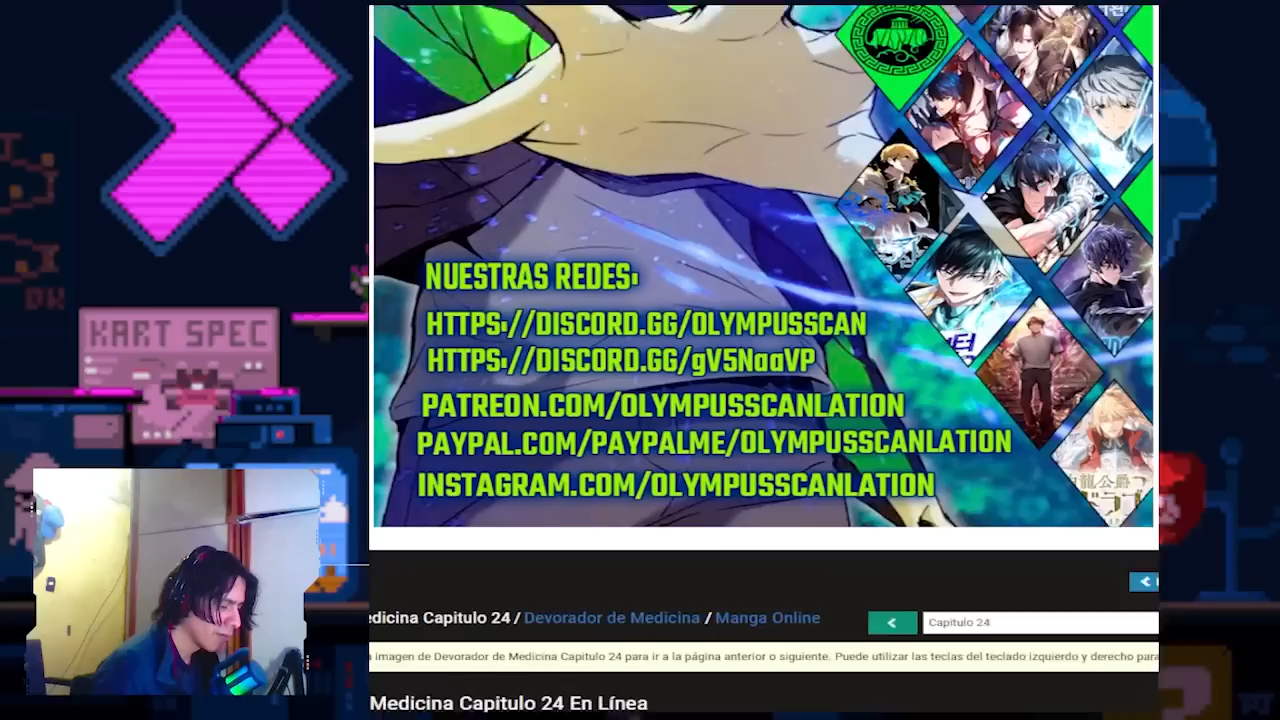 NUESTRAS REDES:
HTTPS://DISCORD.GG/OLYMPUSSCAN
HTTPS://DISCORD.GG/gV5NaaVP
PATREON.COM/OLYMPUSSCANLATION
PAYPAL.COM/PAYPALME/OLYMPUSSCANLATION
INSTAGRAM.COM/OLYMPUSSCANLATION
KART SPEC
DK
edicina Capitulo 24 / Devorador de Medicina / Manga Online
Capitulo 24
imagen de Devorador de Medicina Capitulo 24 para ir a la página anterior o siguiente. Puede utilizar las teclas del teclado izquierdo y derecho para
Medicina Capitulo 24 En Línea